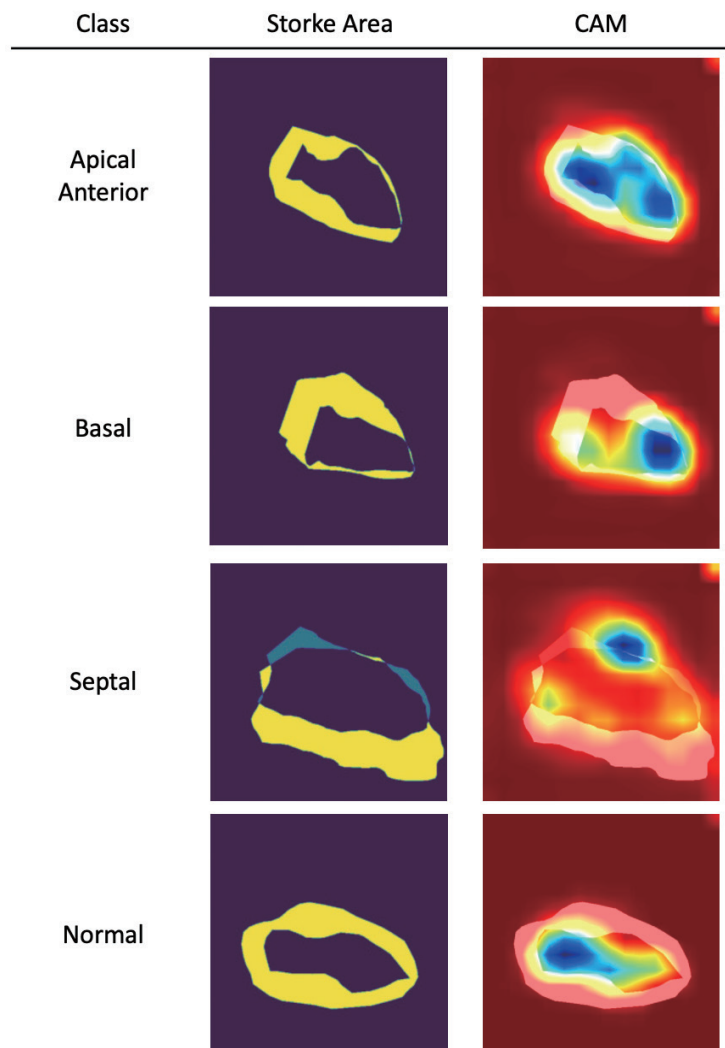 Class Storke Area CAM
Apical
Anterior
Basal
Septal
Normal